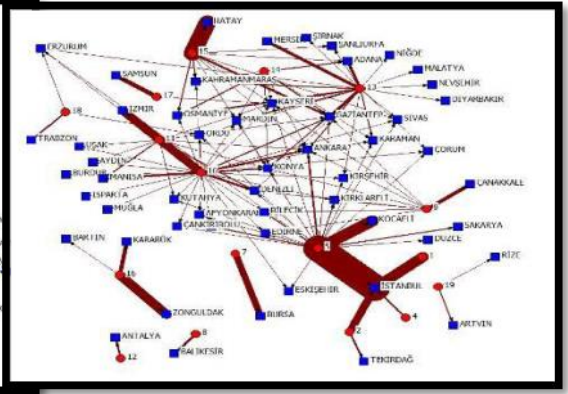 HATAY
15
MERSİN
ŞIRNAK
ŞANLIURFA
ERZURUM
ADANA
NİĞDE
MALATYA
SAMSUN
14
KAHRAMANMARAŞ
NEVŞEHİR
13
17
KAYSERİ
DİYARBAKIR
18
İZMİR
OSMANİYE
MARDİN
GAZİANTEP
SİVAS
TRABZON
11
ORDU
UŞAK
ANKARA
KARAMAN
ÇORUM
AYDIN
KONYA
BURDUR
MANİSA
10
KIRŞEHİR
ÇANAKKALE
ISPARTA
KÜTAHYA
DENİZLİ
KIRKLARELİ
MUĞLA
AFYONKARAHİSAR
BİLECİK
9
ÇANKIRI
BOLU
KOCAELİ
SAKARYA
BARTIN
KARABÜK
EDİRNE
DÜZCE
7
5
1
RİZE
16
ESKİŞEHİR
İSTANBUL
19
ZONGULDAK
BURSA
4
ARTVİN
ANTALYA
8
2
12
BALIKESİR
TEKİRDAĞ